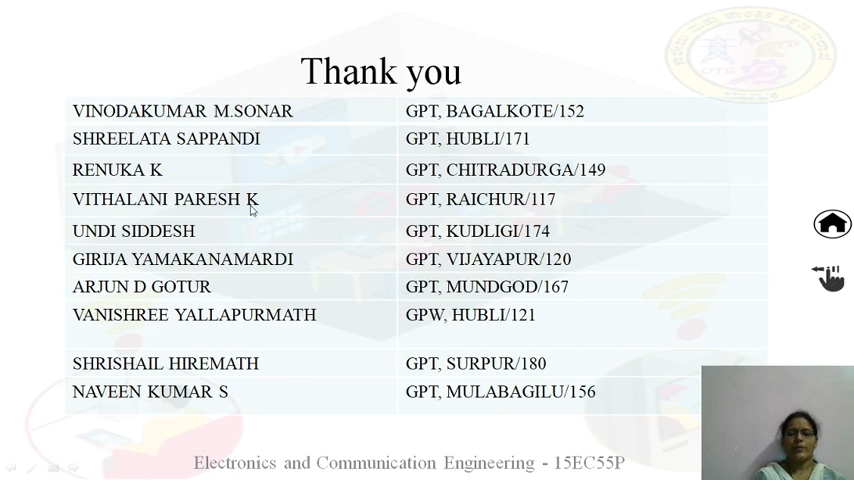 Thank you
VINODAKUMAR M.SONAR GPT, BAGALKOTE/152
SHREELATA SAPPANDI GPT, HUBLI/171
RENUKA K GPT, CHITRADURGA/149
VITHALANI PARESH K GPT, RAICHUR/117
UNDI SIDDESH GPT, KUDLIGI/174
GIRIJA YAMAKANAMARDI GPT, VIJAYAPUR/120
ARJUN D GOTUR GPT, MUNDGOD/167
VANISHREE YALLAPURMATH GPW, HUBLI/121
SHRISHAIL HIREMATH GPT, SURPUR/180
NAVEEN KUMAR S GPT, MULABAGILU/156
Electronics and Communication Engineering - 15EC55P